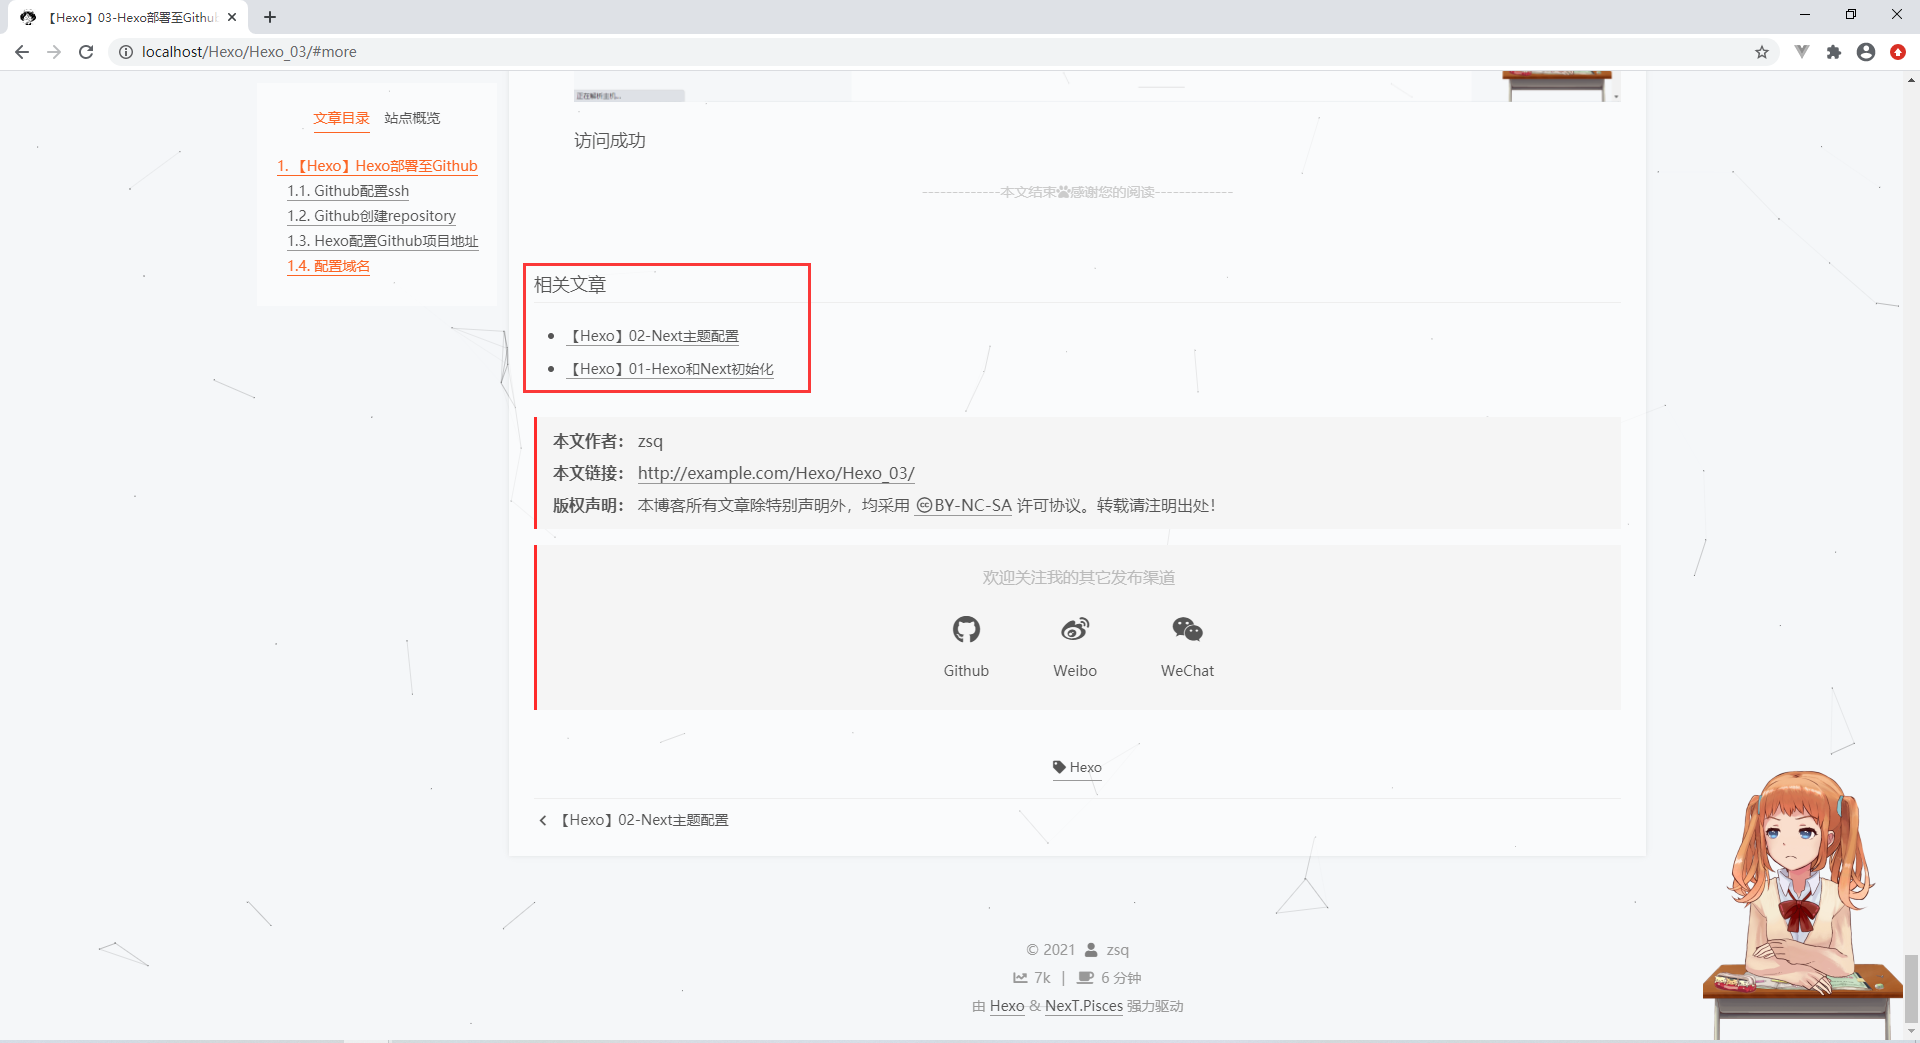 【Hexo】03-Hexo部署至Githu
localhost/Hexo/Hexo_03/#more
文章目录 站点概览
1. 【Hexo】Hexo部署至Github
1.1. Github配置ssh
1.2. Github创建repository
1.3. Hexo配置Github项目地址
1.4. 配置域名
正在解析主机...
访问成功
-------------本文结束感谢您的阅读-------------
相关文章
【Hexo】02-Next主题配置
【Hexo】01-Hexo和Next初始化
本文作者： zsq
本文链接： http://example.com/Hexo/Hexo_03/
版权声明： 本博客所有文章除特别声明外，均采用 BY-NC-SA 许可协议。转载请注明出处！
欢迎关注我的其它发布渠道
Github Weibo WeChat
Hexo
【Hexo】02-Next主题配置
© 2021 zsq
7k | 6 分钟
由 Hexo & NexT.Pisces 强力驱动